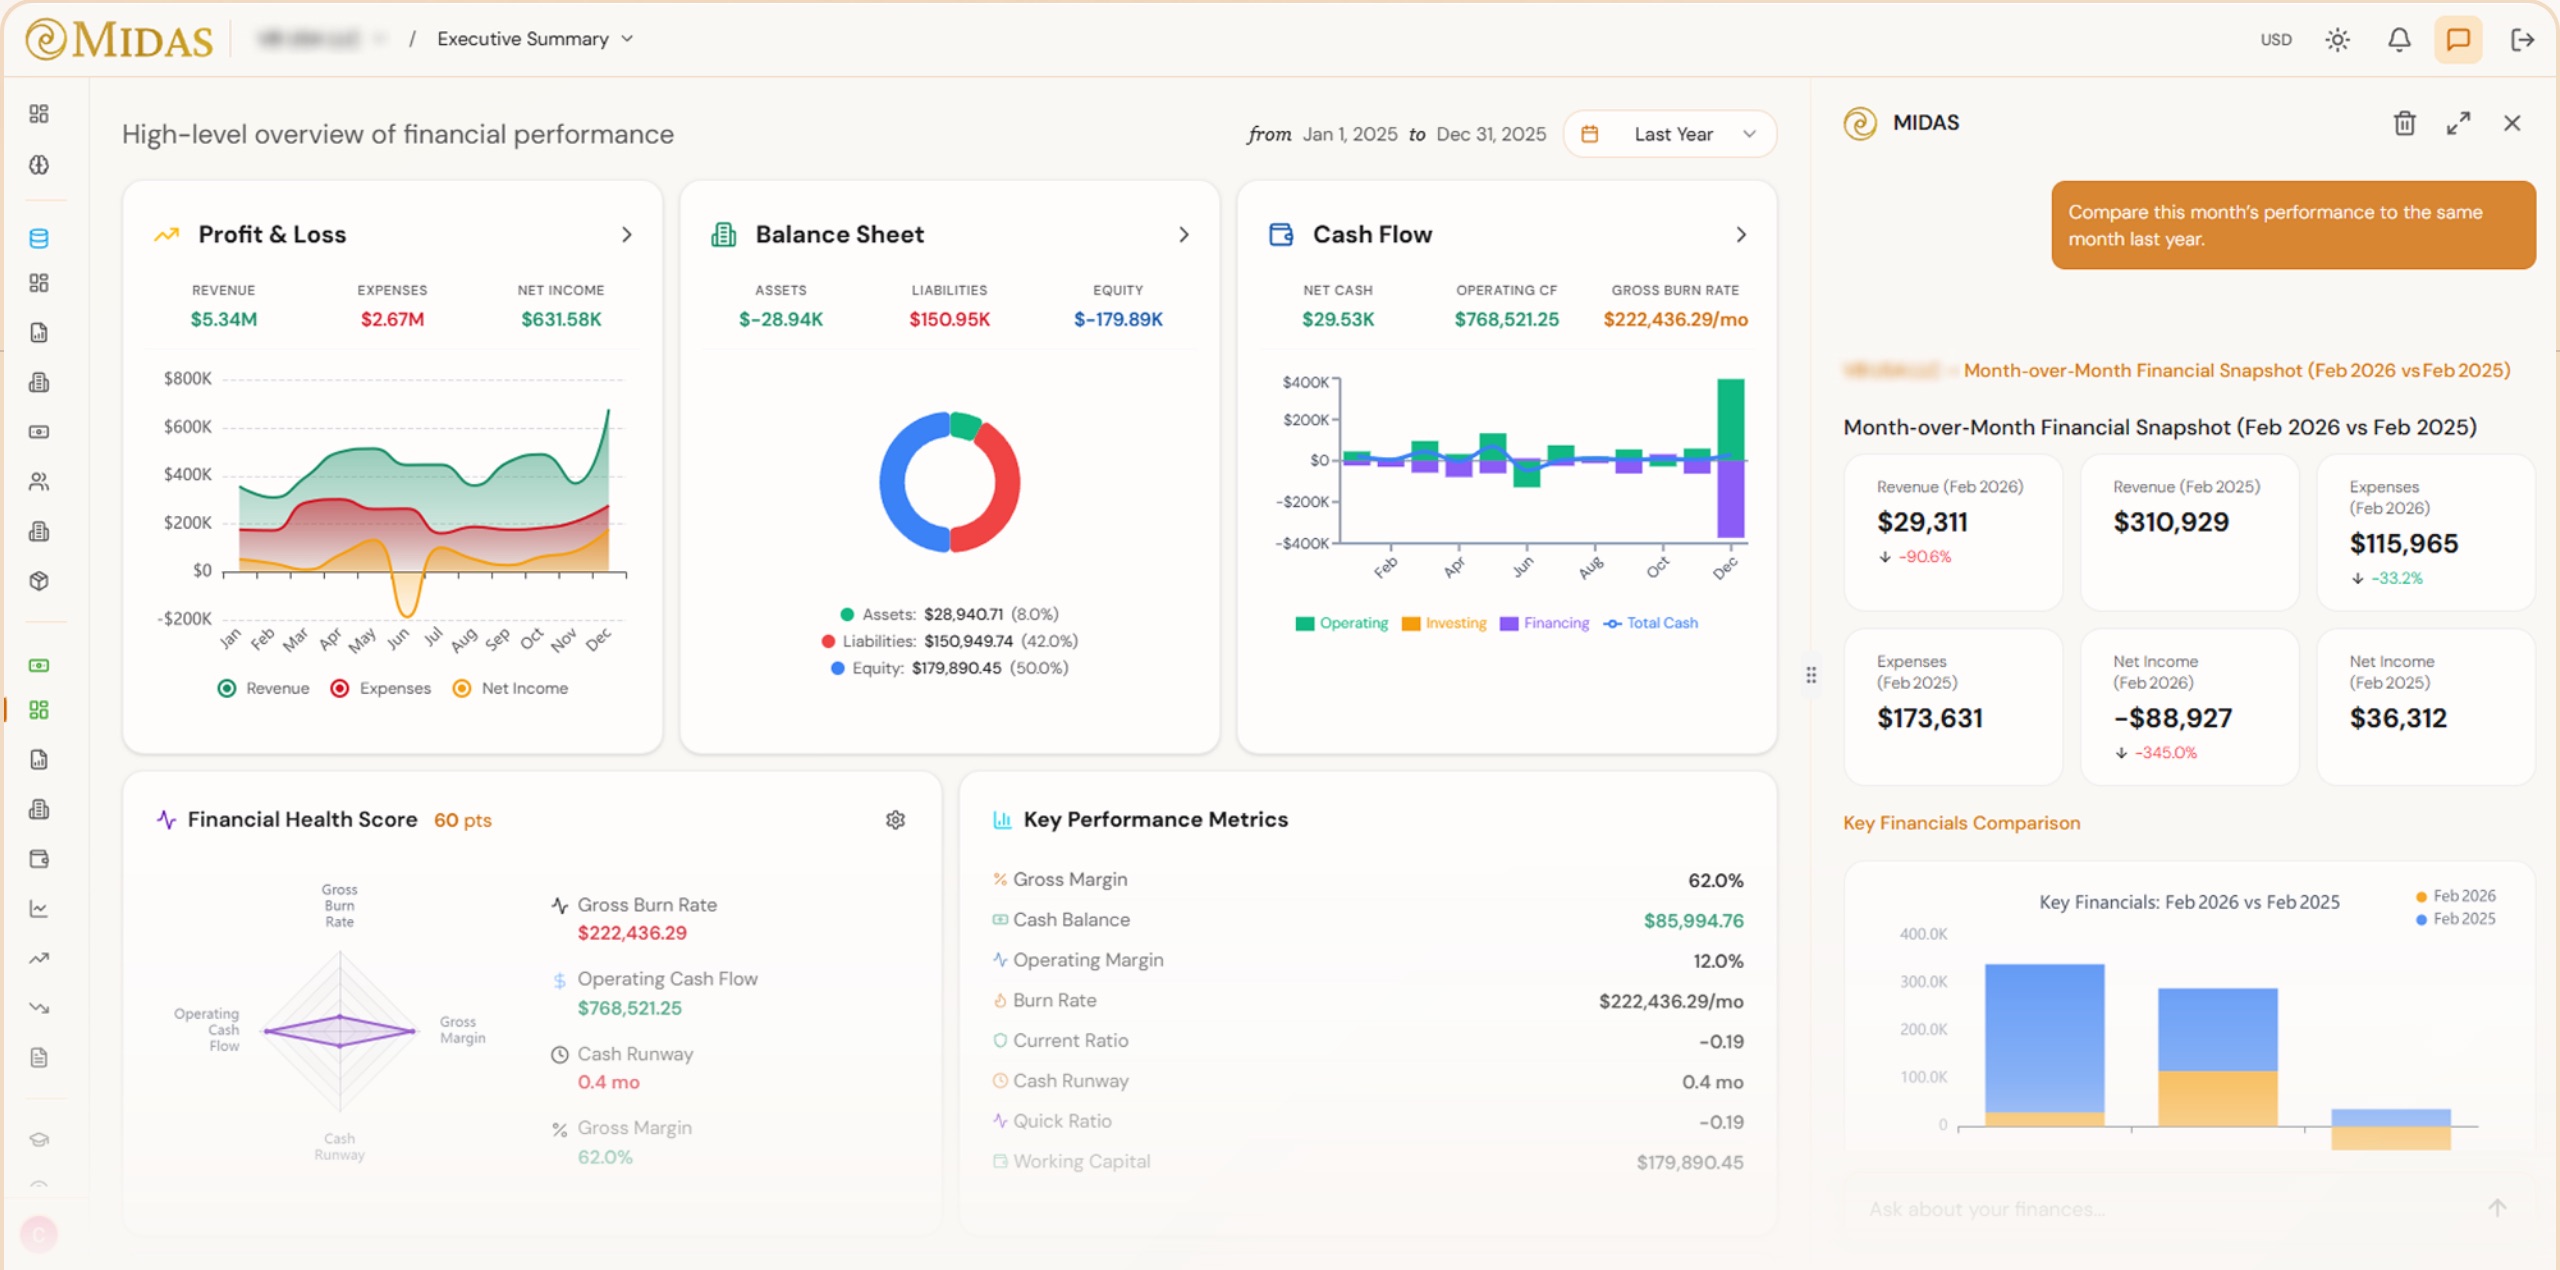 MIDAS
/ Executive Summary
USD
High-level overview of financial performance
from Jan 1, 2025 to Dec 31, 2025
Last Year
Profit & Loss
REVENUE EXPENSES NET INCOME
$5.34M $2.67M $631.58K
$800K
$600K
$400K
$200K
$0
-$200K
Jan Feb Mar Apr May Jun Jul Aug Sep Oct Nov Dec
Revenue Expenses Net Income
Balance Sheet
ASSETS LIABILITIES EQUITY
$-28.94K $150.95K $-179.89K
Assets: $28,940.71 (8.0%)
Liabilities: $150,949.74 (42.0%)
Equity: $179,890.45 (50.0%)
Cash Flow
NET CASH OPERATING CF GROSS BURN RATE
$29.53K $768,521.25 $222,436.29/mo
$400K
$200K
$0
-$200K
-$400K
Feb Apr Jun Aug Oct Dec
Operating Investing Financing Total Cash
Financial Health Score 60 pts
Gross
Burn
Rate
Operating
Cash
Flow
Gross
Margin
Cash
Runway
Gross Burn Rate
$222,436.29
Operating Cash Flow
$768,521.25
Cash Runway
0.4 mo
Gross Margin
62.0%
Key Performance Metrics
Gross Margin 62.0%
Cash Balance $85,994.76
Operating Margin 12.0%
Burn Rate $222,436.29/mo
Current Ratio -0.19
Cash Runway 0.4 mo
Quick Ratio -0.19
Working Capital $179,890.45
C
MIDAS
Compare this month's performance to the same
month last year.
Month-over-Month Financial Snapshot (Feb 2026 vs Feb 2025)
Month-over-Month Financial Snapshot (Feb 2026 vs Feb 2025)
Revenue (Feb 2026)
$29,311
↓ -90.6%
Revenue (Feb 2025)
$310,929
Expenses
(Feb 2026)
$115,965
↓ -33.2%
Expenses
(Feb 2025)
$173,631
Net Income
(Feb 2026)
-$88,927
↓ -345.0%
Net Income
(Feb 2025)
$36,312
Key Financials Comparison
Key Financials: Feb 2026 vs Feb 2025
Feb 2026
Feb 2025
400.0K
300.0K
200.0K
100.0K
0
Ask about your finances...